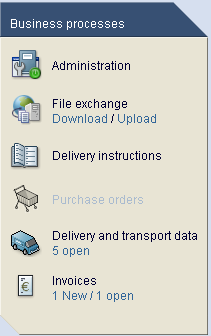 Business processes
Administration
File exchange
Download / Upload
Delivery instructions
Purchase orders
Delivery and transport data
5 open
Invoices
1 New / 1 open